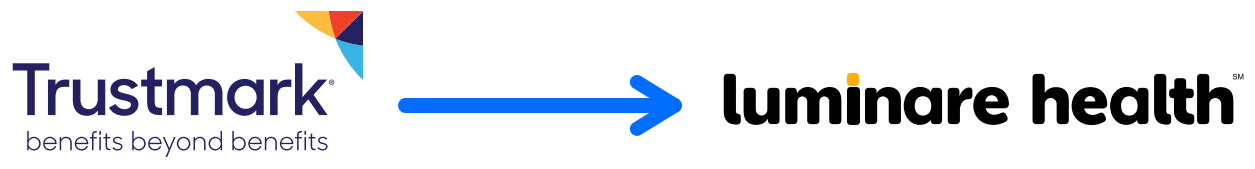 Trustmark®
benefits beyond benefits
luminare health℠